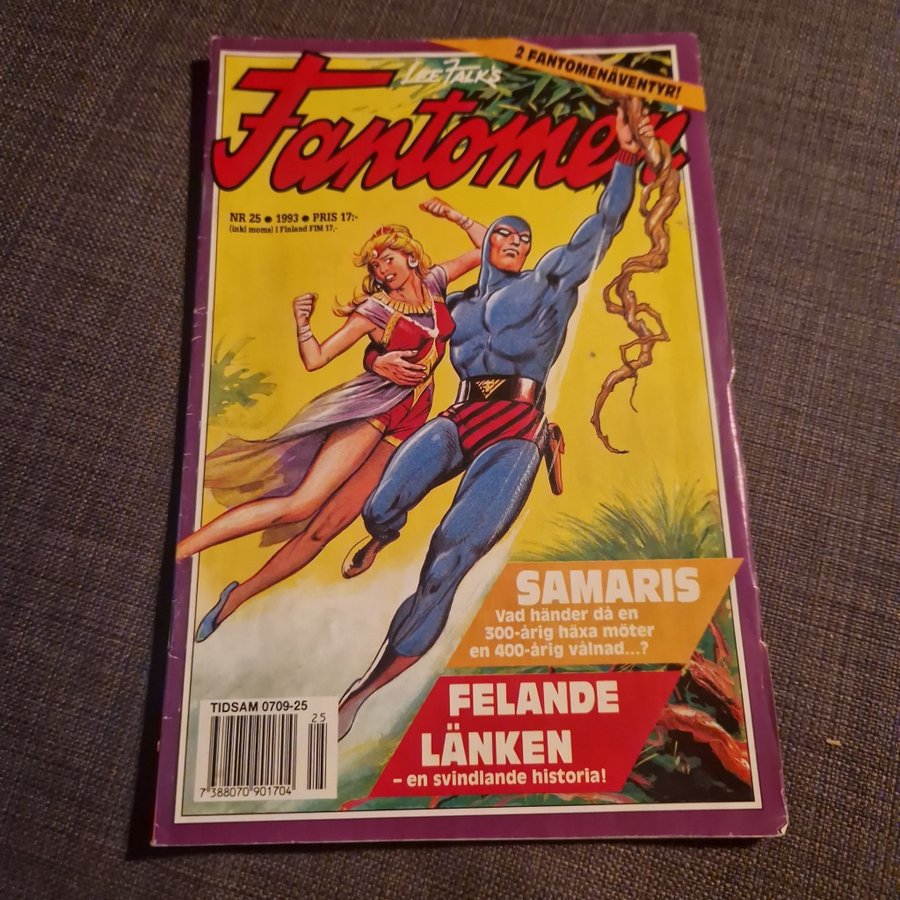 2 FANTOMENÄVENTYR!
LEE FALK'S
Fantomen
NR 25 • 1993 • PRIS 17:-
(inkl moms) I Finland FIM 17,-
SAMARIS
Vad händer då en
300-årig häxa möter
en 400-årig vålnad...?
FELANDE
LÄNKEN
– en svindlande historia!
TIDSAM 0709-25
25
7 388070 901704